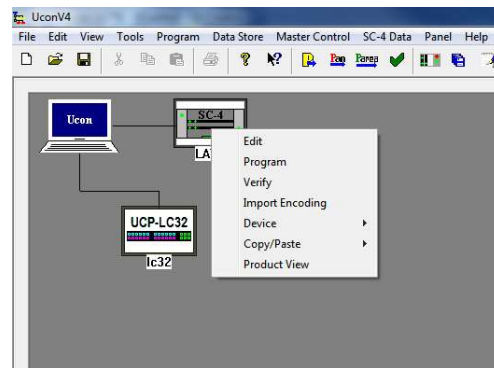 UconV4
File Edit View Tools Program Data Store Master Control SC-4 Data Panel Help
Ucon
SC-4
Edit
Program
Verify
Import Encoding
Device
Copy/Paste
Product View
UCP-LC32
lc32